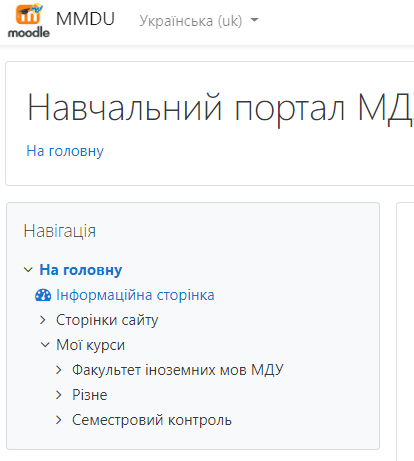 moodle MMDU Українська (uk)
Навчальний портал МД
На головну
Навігація
На головну
Інформаційна сторінка
Сторінки сайту
Мої курси
Факультет іноземних мов МДУ
Різне
Семестровий контроль